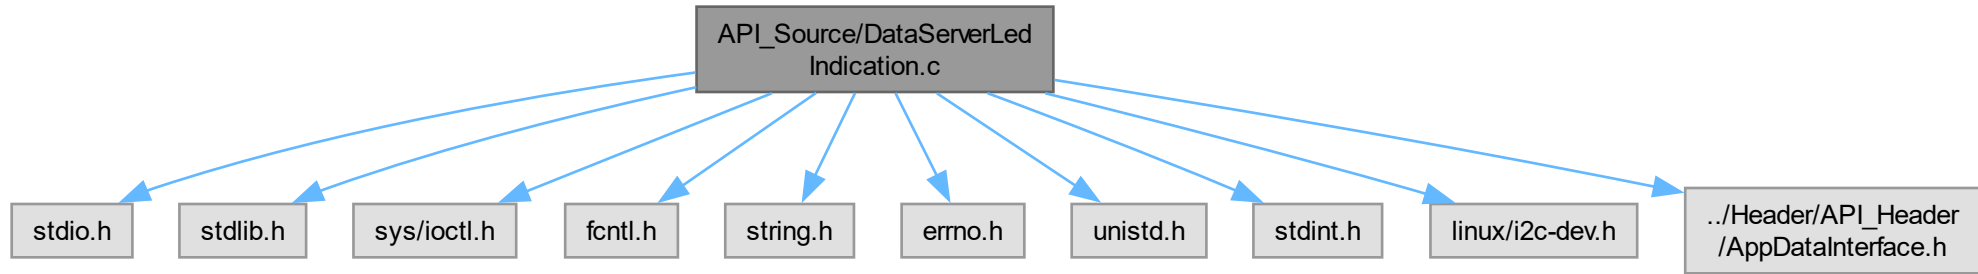 API_Source/DataServerLed
Indication.c
stdio.h
stdlib.h
sys/ioctl.h
fcntl.h
string.h
errno.h
unistd.h
stdint.h
linux/i2c-dev.h
../Header/API_Header
/AppDataInterface.h